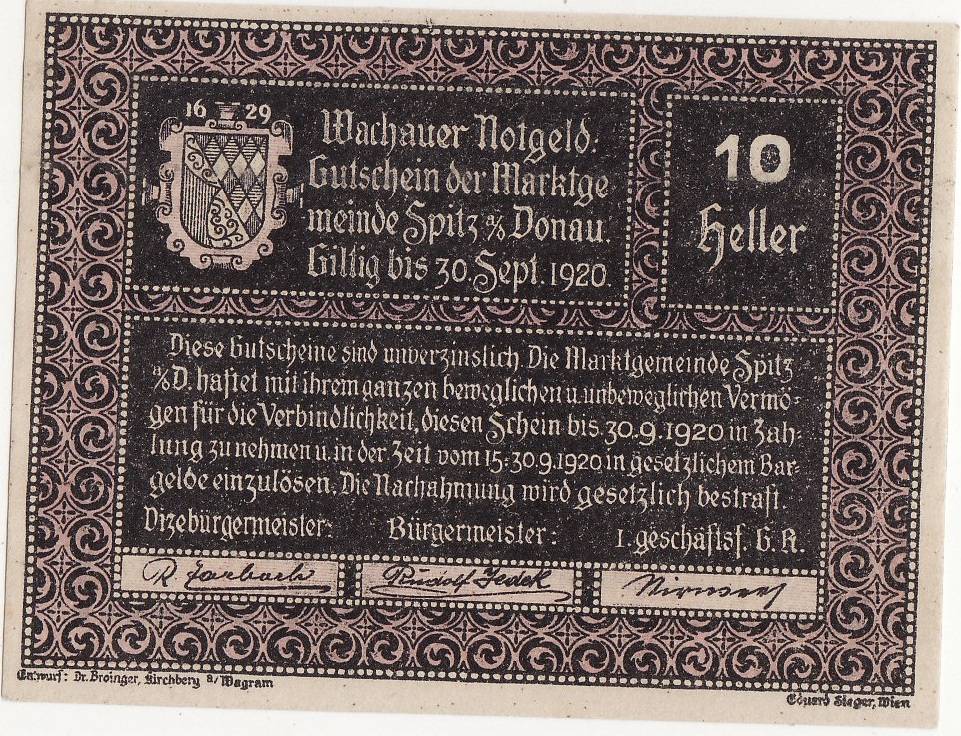 16 29
Wachauer Notgeld.
Gutschein der Marktge
meinde Spitz a/d Donau.
Giltig bis 30. Sept. 1920.
10
Heller
Diese Gutscheine sind unverzinslich. Die Marktgemeinde Spitz
a/D. haftet mit ihrem ganzen beweglichen u. unbeweglichen Vermö-
gen für die Verbindlichkeit, diesen Schein bis 30.9.1920 in Zah-
lung zu nehmen u. in der Zeit vom 15.-30.9.1920 in gesetzlichem Bar-
gelde einzulösen. Die Nachahmung wird gesetzlich bestraft.
Vizebürgermeister: Bürgermeister: I. geschäftsf. G. R.
Rudolf
Entwurf: Dr. Broinger, Kirchberg a/Wagram
Eduard Sieger, Wien